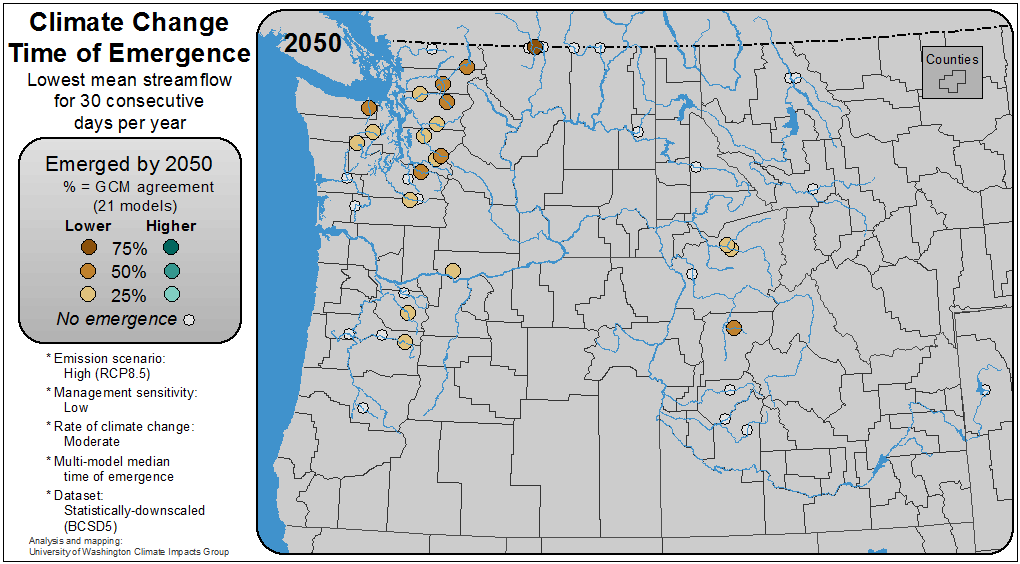 Climate Change
Time of Emergence
Lowest mean streamflow
for 30 consecutive
days per year
Emerged by 2050
% = GCM agreement
(21 models)
Lower Higher
75%
50%
25%
No emergence
* Emission scenario:
High (RCP8.5)
* Management sensitivity:
Low
* Rate of climate change:
Moderate
* Multi-model median
time of emergence
* Dataset:
Statistically-downscaled
(BCSD5)
Analysis and mapping:
University of Washington Climate Impacts Group
2050
Counties